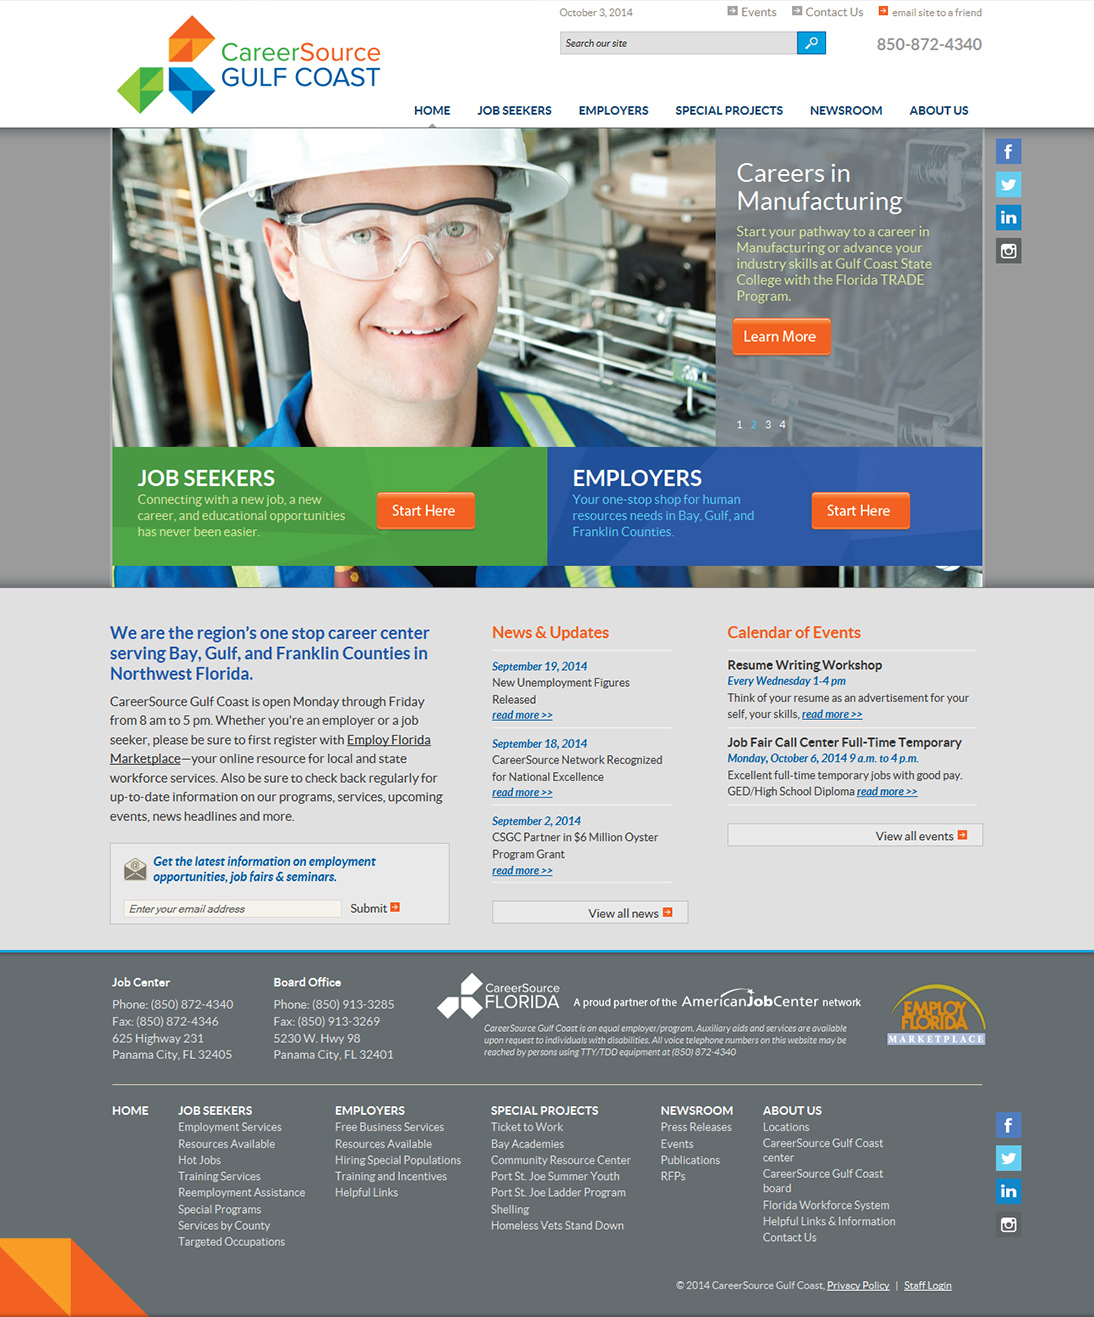 October 3, 2014
Events
Contact Us
email site to a friend
CareerSource
GULF COAST
Search our site
850-872-4340
HOME
JOB SEEKERS
EMPLOYERS
SPECIAL PROJECTS
NEWSROOM
ABOUT US
Careers in
Manufacturing
Start your pathway to a career in
Manufacturing or advance your
industry skills at Gulf Coast State
College with the Florida TRADE
Program.
Learn More
1 2 3 4
JOB SEEKERS
Connecting with a new job, a new
career, and educational opportunities
has never been easier.
Start Here
EMPLOYERS
Your one-stop shop for human
resources needs in Bay, Gulf, and
Franklin Counties.
Start Here
We are the region's one stop career center
serving Bay, Gulf, and Franklin Counties in
Northwest Florida.
CareerSource Gulf Coast is open Monday through Friday
from 8 am to 5 pm. Whether you're an employer or a job
seeker, please be sure to first register with Employ Florida
Marketplace—your online resource for local and state
workforce services. Also be sure to check back regularly for
up-to-date information on our programs, services, upcoming
events, news headlines and more.
Get the latest information on employment
opportunities, job fairs & seminars.
Enter your email address
Submit
News & Updates
September 19, 2014
New Unemployment Figures
Released
read more >>
September 18, 2014
CareerSource Network Recognized
for National Excellence
read more >>
September 2, 2014
CSGC Partner in $6 Million Oyster
Program Grant
read more >>
View all news
Calendar of Events
Resume Writing Workshop
Every Wednesday 1-4 pm
Think of your resume as an advertisement for your
self, your skills, read more >>
Job Fair Call Center Full-Time Temporary
Monday, October 6, 2014 9 a.m. to 4 p.m.
Excellent full-time temporary jobs with good pay.
GED/High School Diploma read more >>
View all events
Job Center
Phone: (850) 872-4340
Fax: (850) 872-4346
625 Highway 231
Panama City, FL 32405
Board Office
Phone: (850) 913-3285
Fax: (850) 913-3269
5230 W. Hwy 98
Panama City, FL 32401
CareerSource
FLORIDA
A proud partner of the AmericanJobCenter network
CareerSource Gulf Coast is an equal employer/program. Auxiliary aids and services are available
upon request to individuals with disabilities. All voice telephone numbers on this website may be
reached by persons using TTY/TDD equipment at (850) 872-4340
EMPLOY
FLORIDA
MARKETPLACE
HOME
JOB SEEKERS
Employment Services
Resources Available
Hot Jobs
Training Services
Reemployment Assistance
Special Programs
Services by County
Targeted Occupations
EMPLOYERS
Free Business Services
Resources Available
Hiring Special Populations
Training and Incentives
Helpful Links
SPECIAL PROJECTS
Ticket to Work
Bay Academies
Community Resource Center
Port St. Joe Summer Youth
Port St. Joe Ladder Program
Shelling
Homeless Vets Stand Down
NEWSROOM
Press Releases
Events
Publications
RFPs
ABOUT US
Locations
CareerSource Gulf Coast
center
CareerSource Gulf Coast
board
Florida Workforce System
Helpful Links & Information
Contact Us
© 2014 CareerSource Gulf Coast, Privacy Policy | Staff Login